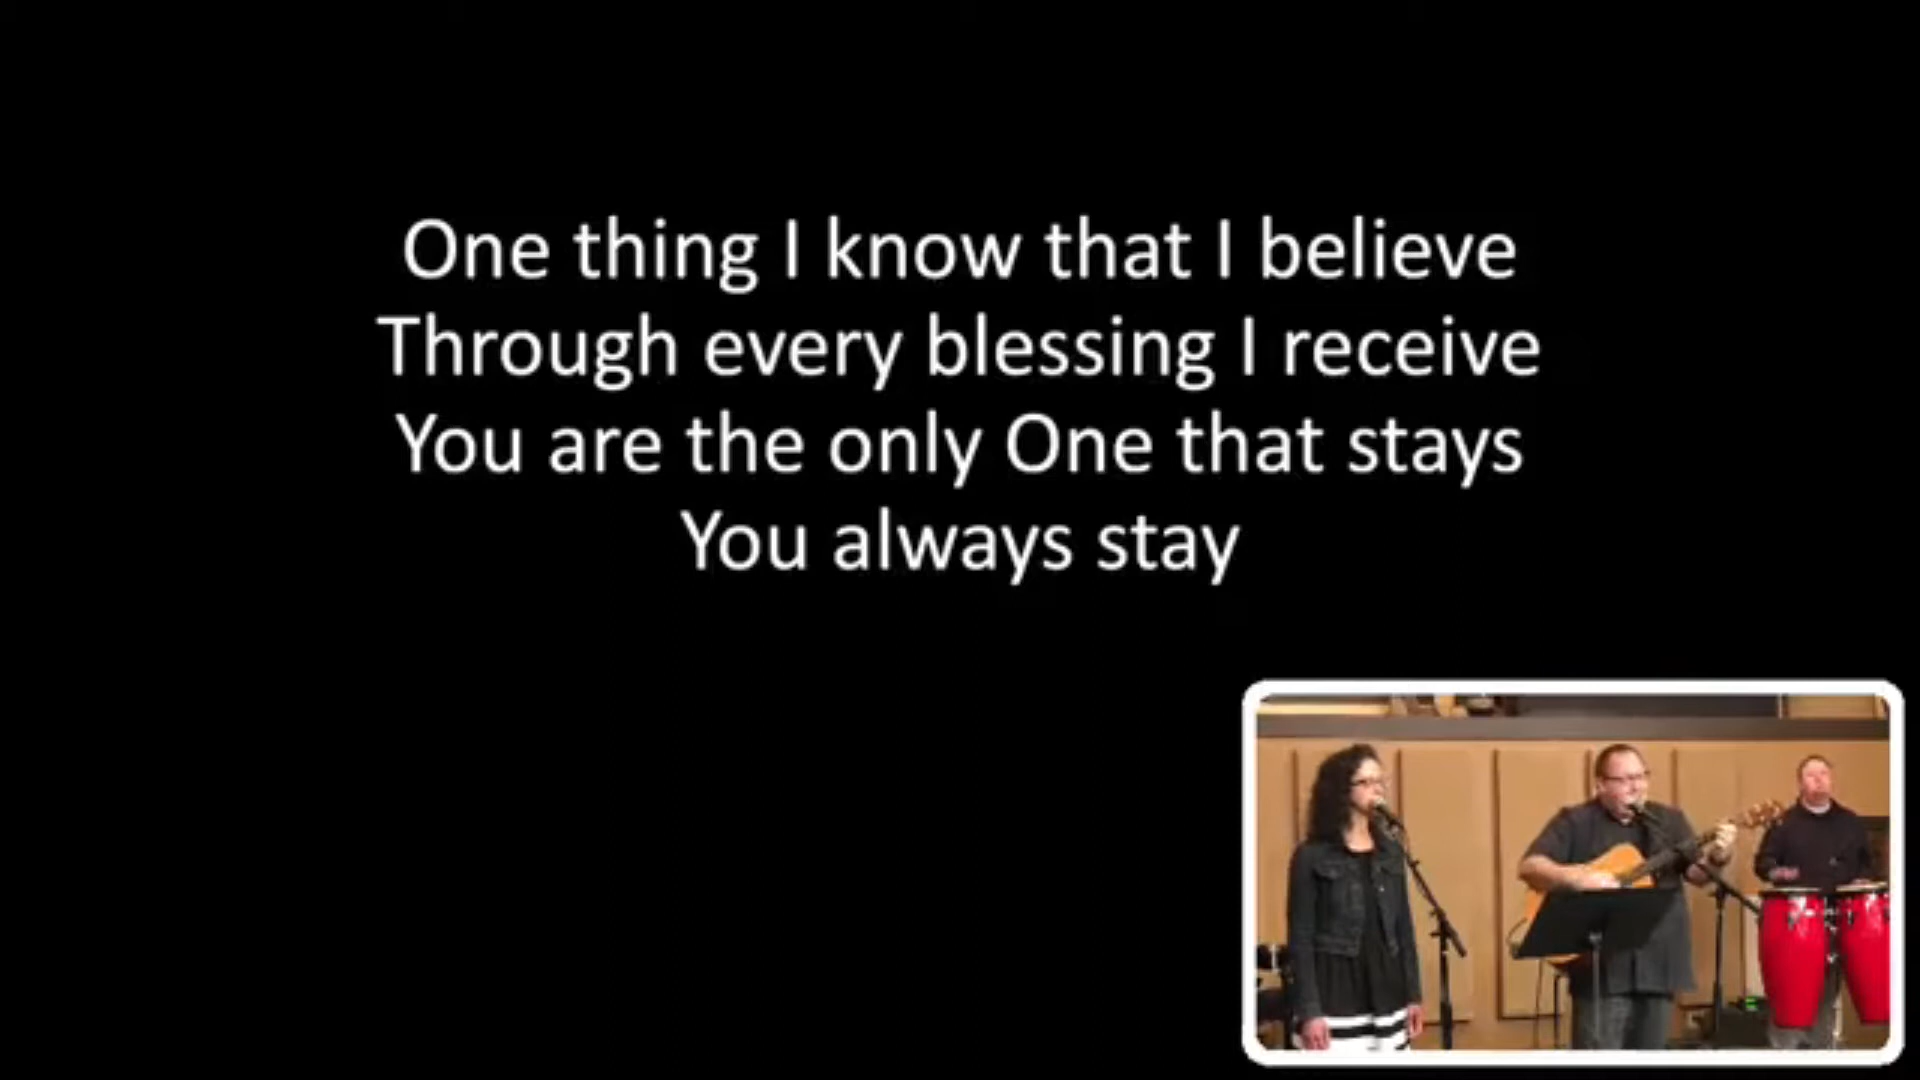 One thing I know that I believe
Through every blessing I receive
You are the only One that stays
You always stay